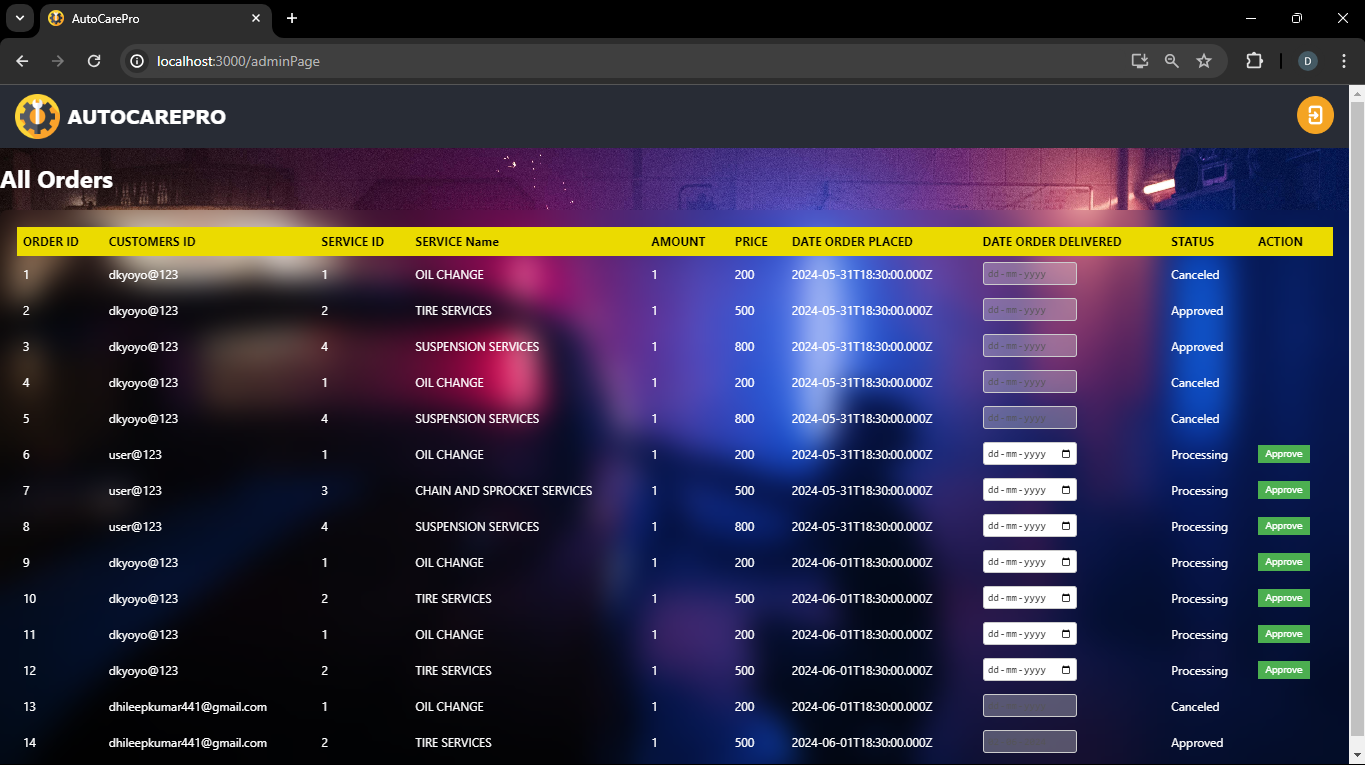 AutoCarePro
localhost:3000/adminPage
D
AUTOCAREPRO
All Orders
ORDER ID CUSTOMERS ID SERVICE ID SERVICE Name AMOUNT PRICE DATE ORDER PLACED DATE ORDER DELIVERED STATUS ACTION
1 dkyoyo@123 1 OIL CHANGE 1 200 2024-05-31T18:30:00.000Z dd-mm-yyyy Canceled
2 dkyoyo@123 2 TIRE SERVICES 1 500 2024-05-31T18:30:00.000Z dd-mm-yyyy Approved
3 dkyoyo@123 4 SUSPENSION SERVICES 1 800 2024-05-31T18:30:00.000Z dd-mm-yyyy Approved
4 dkyoyo@123 1 OIL CHANGE 1 200 2024-05-31T18:30:00.000Z dd-mm-yyyy Canceled
5 dkyoyo@123 4 SUSPENSION SERVICES 1 800 2024-05-31T18:30:00.000Z dd-mm-yyyy Canceled
6 user@123 1 OIL CHANGE 1 200 2024-05-31T18:30:00.000Z dd-mm-yyyy Processing Approve
7 user@123 3 CHAIN AND SPROCKET SERVICES 1 500 2024-05-31T18:30:00.000Z dd-mm-yyyy Processing Approve
8 user@123 4 SUSPENSION SERVICES 1 800 2024-05-31T18:30:00.000Z dd-mm-yyyy Processing Approve
9 dkyoyo@123 1 OIL CHANGE 1 200 2024-06-01T18:30:00.000Z dd-mm-yyyy Processing Approve
10 dkyoyo@123 2 TIRE SERVICES 1 500 2024-06-01T18:30:00.000Z dd-mm-yyyy Processing Approve
11 dkyoyo@123 1 OIL CHANGE 1 200 2024-06-01T18:30:00.000Z dd-mm-yyyy Processing Approve
12 dkyoyo@123 2 TIRE SERVICES 1 500 2024-06-01T18:30:00.000Z dd-mm-yyyy Processing Approve
13 dhileepkumar441@gmail.com 1 OIL CHANGE 1 200 2024-06-01T18:30:00.000Z dd-mm-yyyy Canceled
14 dhileepkumar441@gmail.com 2 TIRE SERVICES 1 500 2024-06-01T18:30:00.000Z dd-mm-yyyy Approved